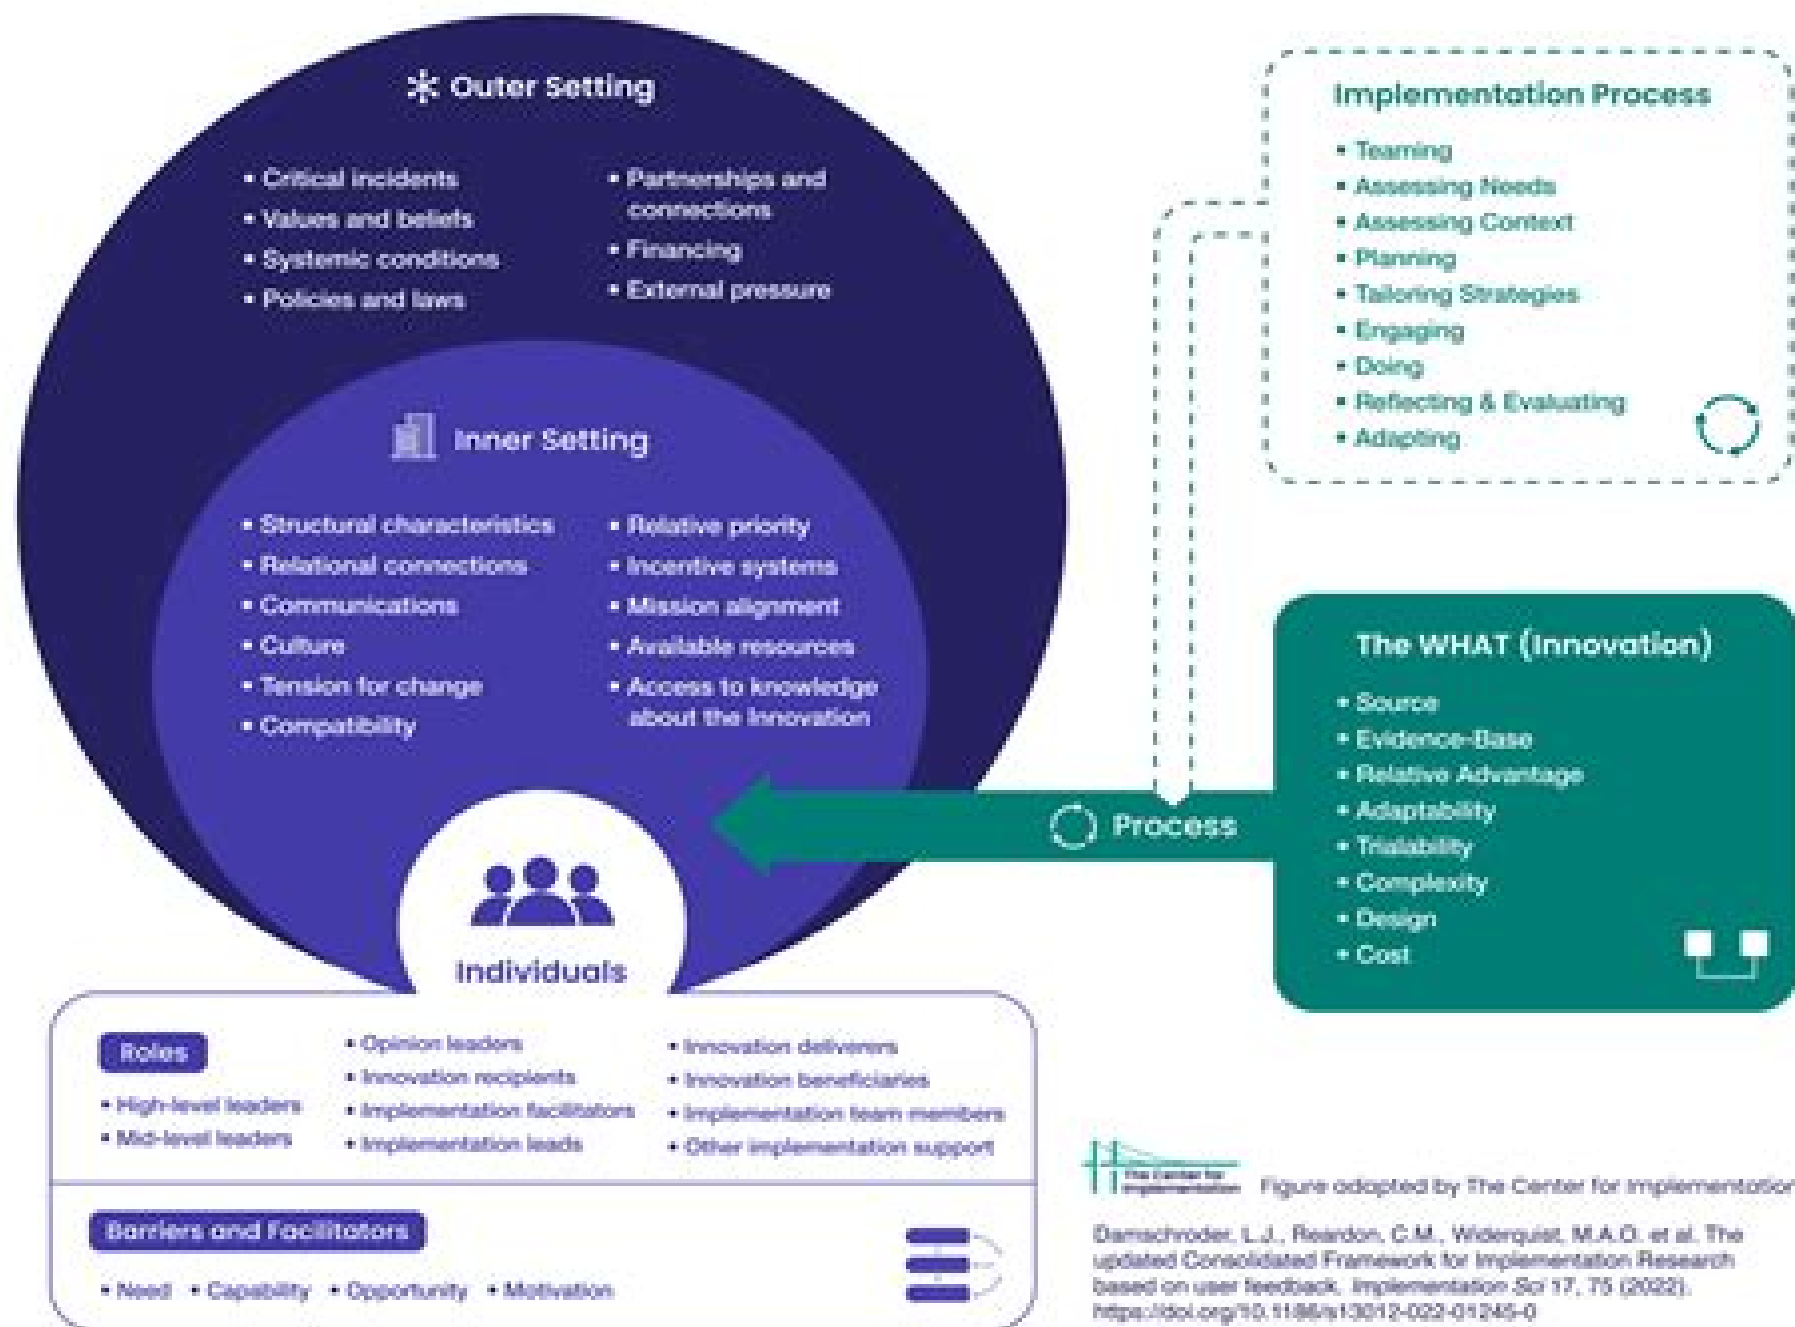 Outer Setting
• Critical incidents
• Values and beliefs
• Systemic conditions
• Policies and laws
• Partnerships and
connections
• Financing
• External pressure
Inner Setting
• Structural characteristics
• Relational connections
• Communications
• Culture
• Tension for change
• Compatibility
• Relative priority
• Incentive systems
• Mission alignment
• Available resources
• Access to knowledge
about the Innovation
Individuals
Roles
• High-level leaders
• Mid-level leaders
• Opinion leaders
• Innovation recipients
• Implementation facilitators
• Implementation leads
• Innovation deliverers
• Innovation beneficiaries
• Implementation team members
• Other implementation support
Barriers and Facilitators
• Need • Capability • Opportunity • Motivation
Implementation Process
• Teaming
• Assessing Needs
• Assessing Context
• Planning
• Tailoring Strategies
• Engaging
• Doing
• Reflecting & Evaluating
• Adapting
Process
The WHAT (Innovation)
• Source
• Evidence-Base
• Relative Advantage
• Adaptability
• Trialability
• Complexity
• Design
• Cost
The Center for
Implementation
Figure adapted by The Center for Implementation
Damschroder, L.J., Reardon, C.M., Widerquist, M.A.O. et al. The
updated Consolidated Framework for Implementation Research
based on user feedback. Implementation Sci 17, 75 (2022).
https://doi.org/10.1186/s13012-022-01245-0